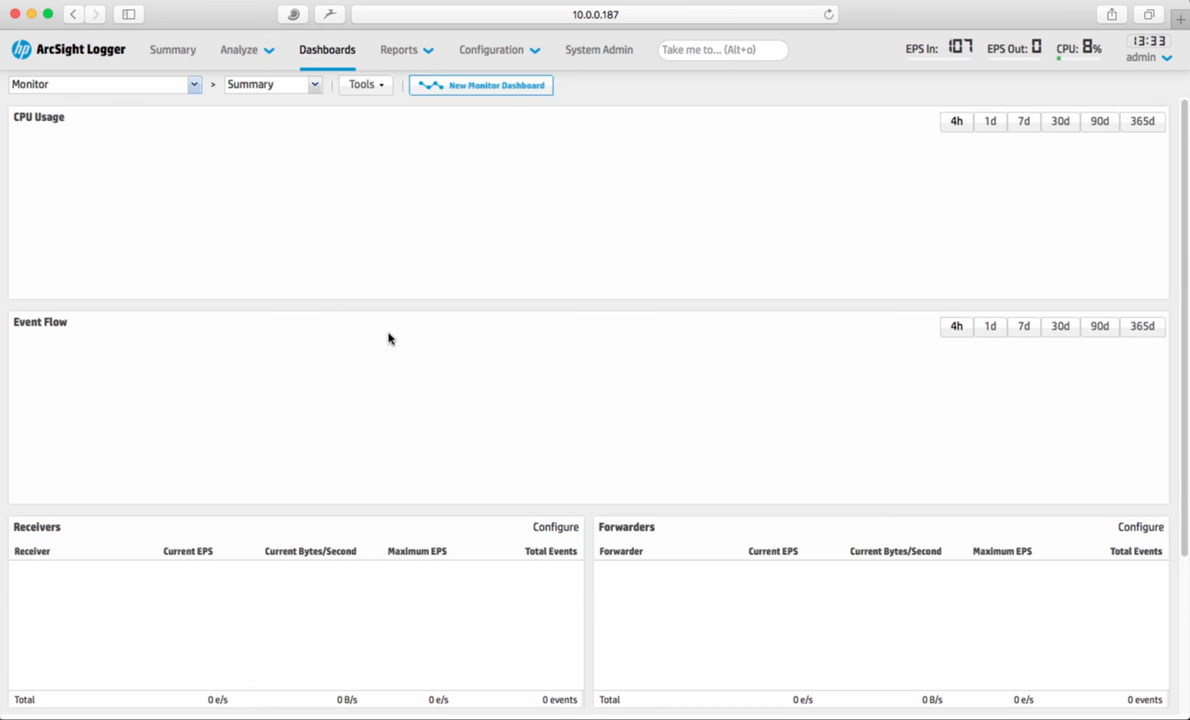 10.0.0.187
hp ArcSight Logger Summary Analyze Dashboards Reports Configuration System Admin Take me to... (Alt+o) EPS In: 107 EPS Out: 0 CPU: 8% 13:33 admin
Monitor > Summary Tools New Monitor Dashboard
CPU Usage 4h 1d 7d 30d 90d 365d
Event Flow 4h 1d 7d 30d 90d 365d
Receivers Configure
Receiver Current EPS Current Bytes/Second Maximum EPS Total Events
Total 0 e/s 0 B/s 0 e/s 0 events
Forwarders Configure
Forwarder Current EPS Current Bytes/Second Maximum EPS Total Events
Total 0 e/s 0 B/s 0 e/s 0 events